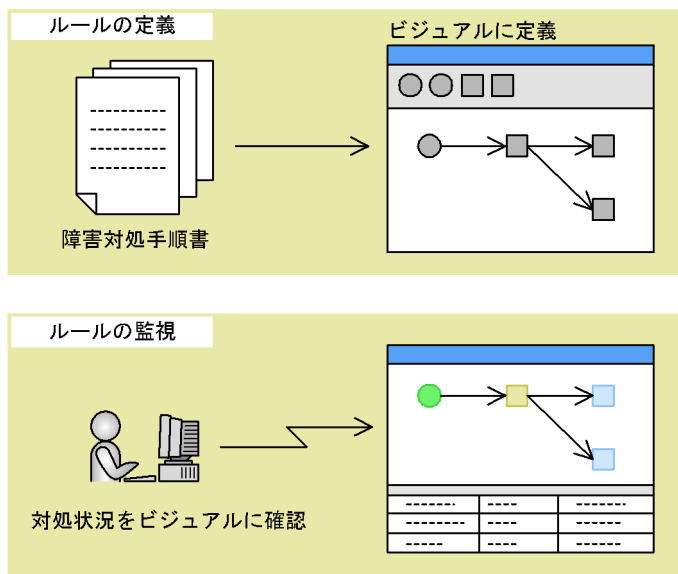 ルールの定義
ビジュアルに定義
障害対処手順書
ルールの監視
対処状況をビジュアルに確認